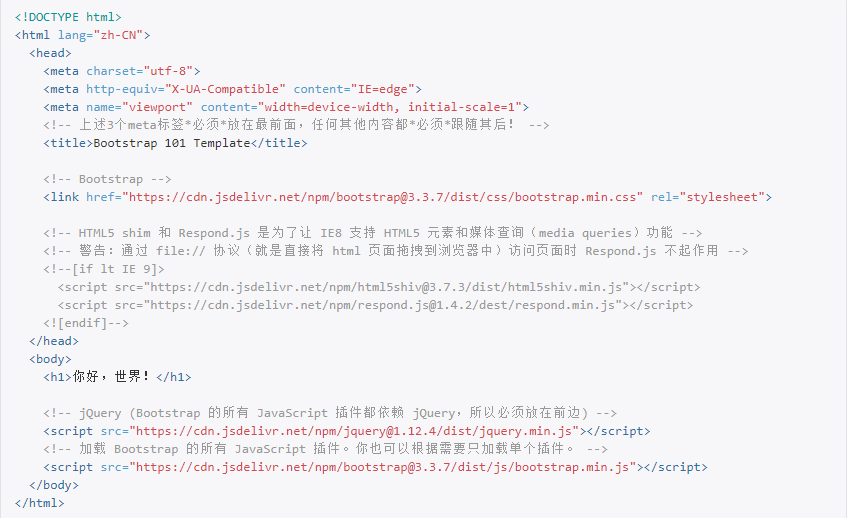 <!DOCTYPE html>
<html lang="zh-CN">
  <head>
    <meta charset="utf-8">
    <meta http-equiv="X-UA-Compatible" content="IE=edge">
    <meta name="viewport" content="width=device-width, initial-scale=1">
    <!-- 上述3个meta标签*必须*放在最前面，任何其他内容都*必须*跟随其后！ -->
    <title>Bootstrap 101 Template</title>

    <!-- Bootstrap -->
    <link href="https://cdn.jsdelivr.net/npm/bootstrap@3.3.7/dist/css/bootstrap.min.css" rel="stylesheet">

    <!-- HTML5 shim 和 Respond.js 是为了让 IE8 支持 HTML5 元素和媒体查询（media queries）功能 -->
    <!-- 警告：通过 file:// 协议（就是直接将 html 页面拖拽到浏览器中）访问页面时 Respond.js 不起作用 -->
    <!--[if lt IE 9]>
      <script src="https://cdn.jsdelivr.net/npm/html5shiv@3.7.3/dist/html5shiv.min.js"></script>
      <script src="https://cdn.jsdelivr.net/npm/respond.js@1.4.2/dest/respond.min.js"></script>
    <![endif]-->
  </head>
  <body>
    <h1>你好，世界！</h1>

    <!-- jQuery (Bootstrap 的所有 JavaScript 插件都依赖 jQuery，所以必须放在前边) -->
    <script src="https://cdn.jsdelivr.net/npm/jquery@1.12.4/dist/jquery.min.js"></script>
    <!-- 加载 Bootstrap 的所有 JavaScript 插件。你也可以根据需要只加载单个插件。 -->
    <script src="https://cdn.jsdelivr.net/npm/bootstrap@3.3.7/dist/js/bootstrap.min.js"></script>
  </body>
</html>